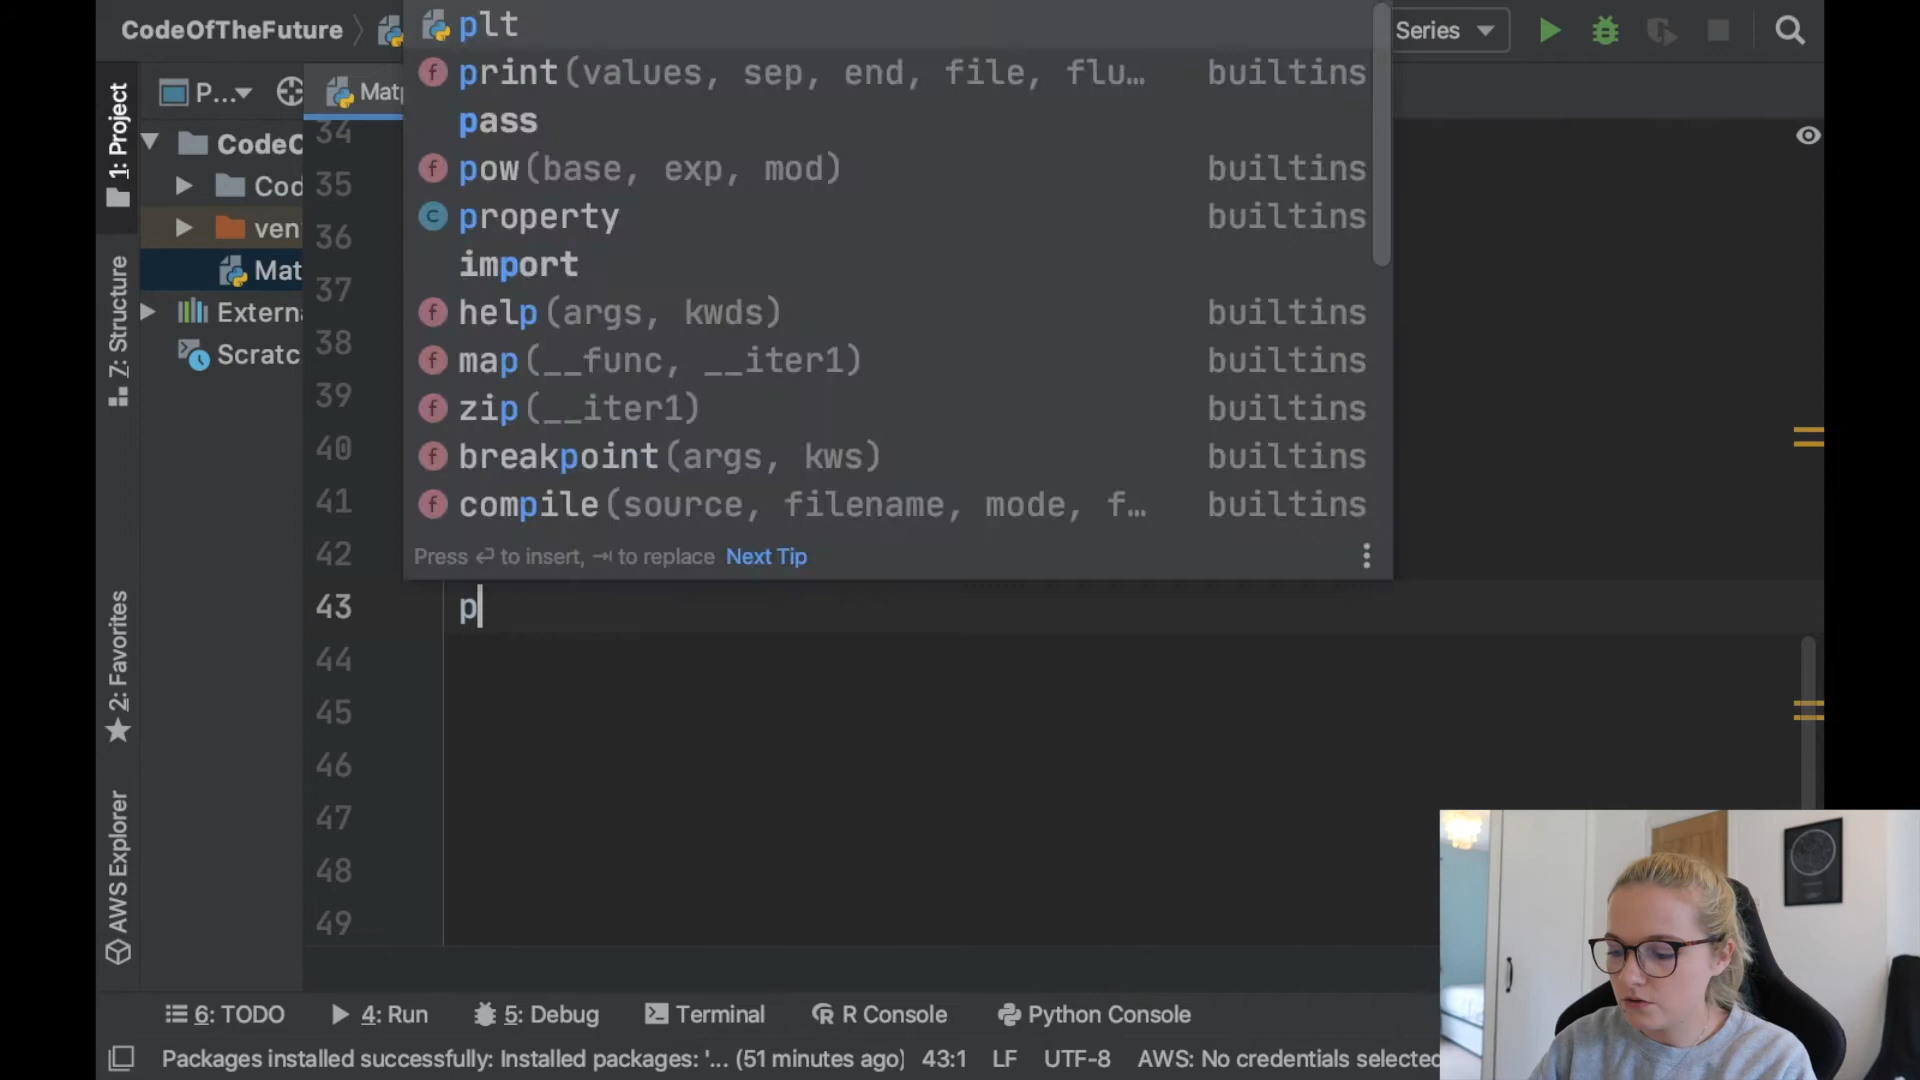 CodeOfTheFuture
Series
P...
Mat
1: Project
CodeO
Cod
ven
Mat
Externa
Scratc
Z: Structure
2: Favorites
AWS Explorer
plt
print(values, sep, end, file, flu… builtins
pass
pow(base, exp, mod) builtins
property builtins
import
help(args, kwds) builtins
map(__func, __iter1) builtins
zip(__iter1) builtins
breakpoint(args, kws) builtins
compile(source, filename, mode, f… builtins
Press ↩ to insert, ⇥ to replace Next Tip
34
35
36
37
38
39
40
41
42
43 p
44
45
46
47
48
49
6: TODO 4: Run 5: Debug Terminal R Console Python Console
Packages installed successfully: Installed packages: '... (51 minutes ago) 43:1 LF UTF-8 AWS: No credentials selected